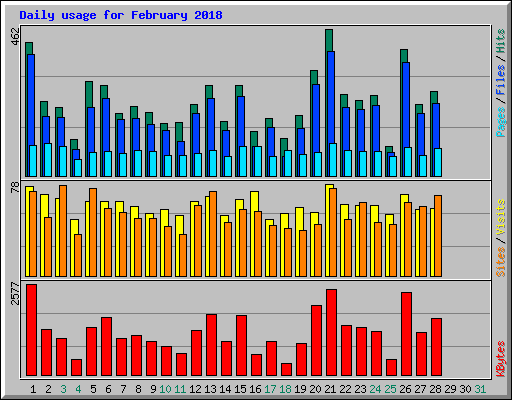 Daily usage for February 2018
462
Pages / Files / Hits
78
Sites / Visits
2577
KBytes
1 2 3 4 5 6 7 8 9 10 11 12 13 14 15 16 17 18 19 20 21 22 23 24 25 26 27 28 29 30 31